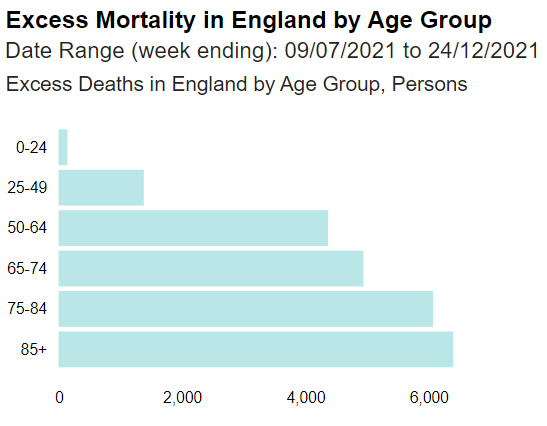 Excess Mortality in England by Age Group
Date Range (week ending): 09/07/2021 to 24/12/2021
Excess Deaths in England by Age Group, Persons
0-24
25-49
50-64
65-74
75-84
85+
0 2,000 4,000 6,000